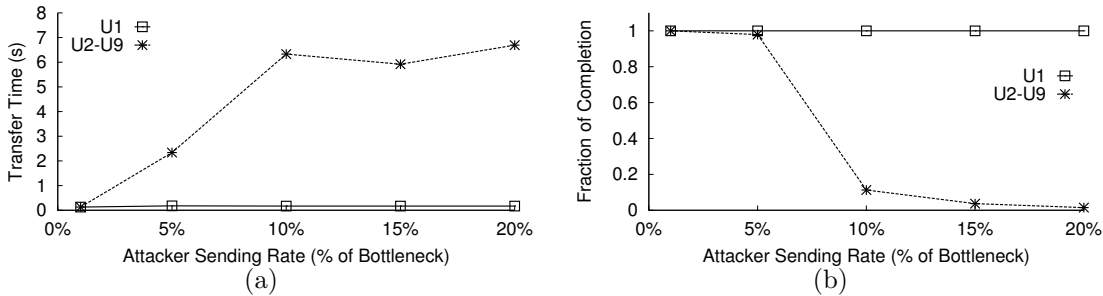 U1
U2-U9
8
7
6
5
4
3
2
1
0
Transfer Time (s)
0% 5% 10% 15% 20%
Attacker Sending Rate (% of Bottleneck)
(a)
1
0.8
0.6
0.4
0.2
0
Fraction of Completion
U1
U2-U9
0% 5% 10% 15% 20%
Attacker Sending Rate (% of Bottleneck)
(b)